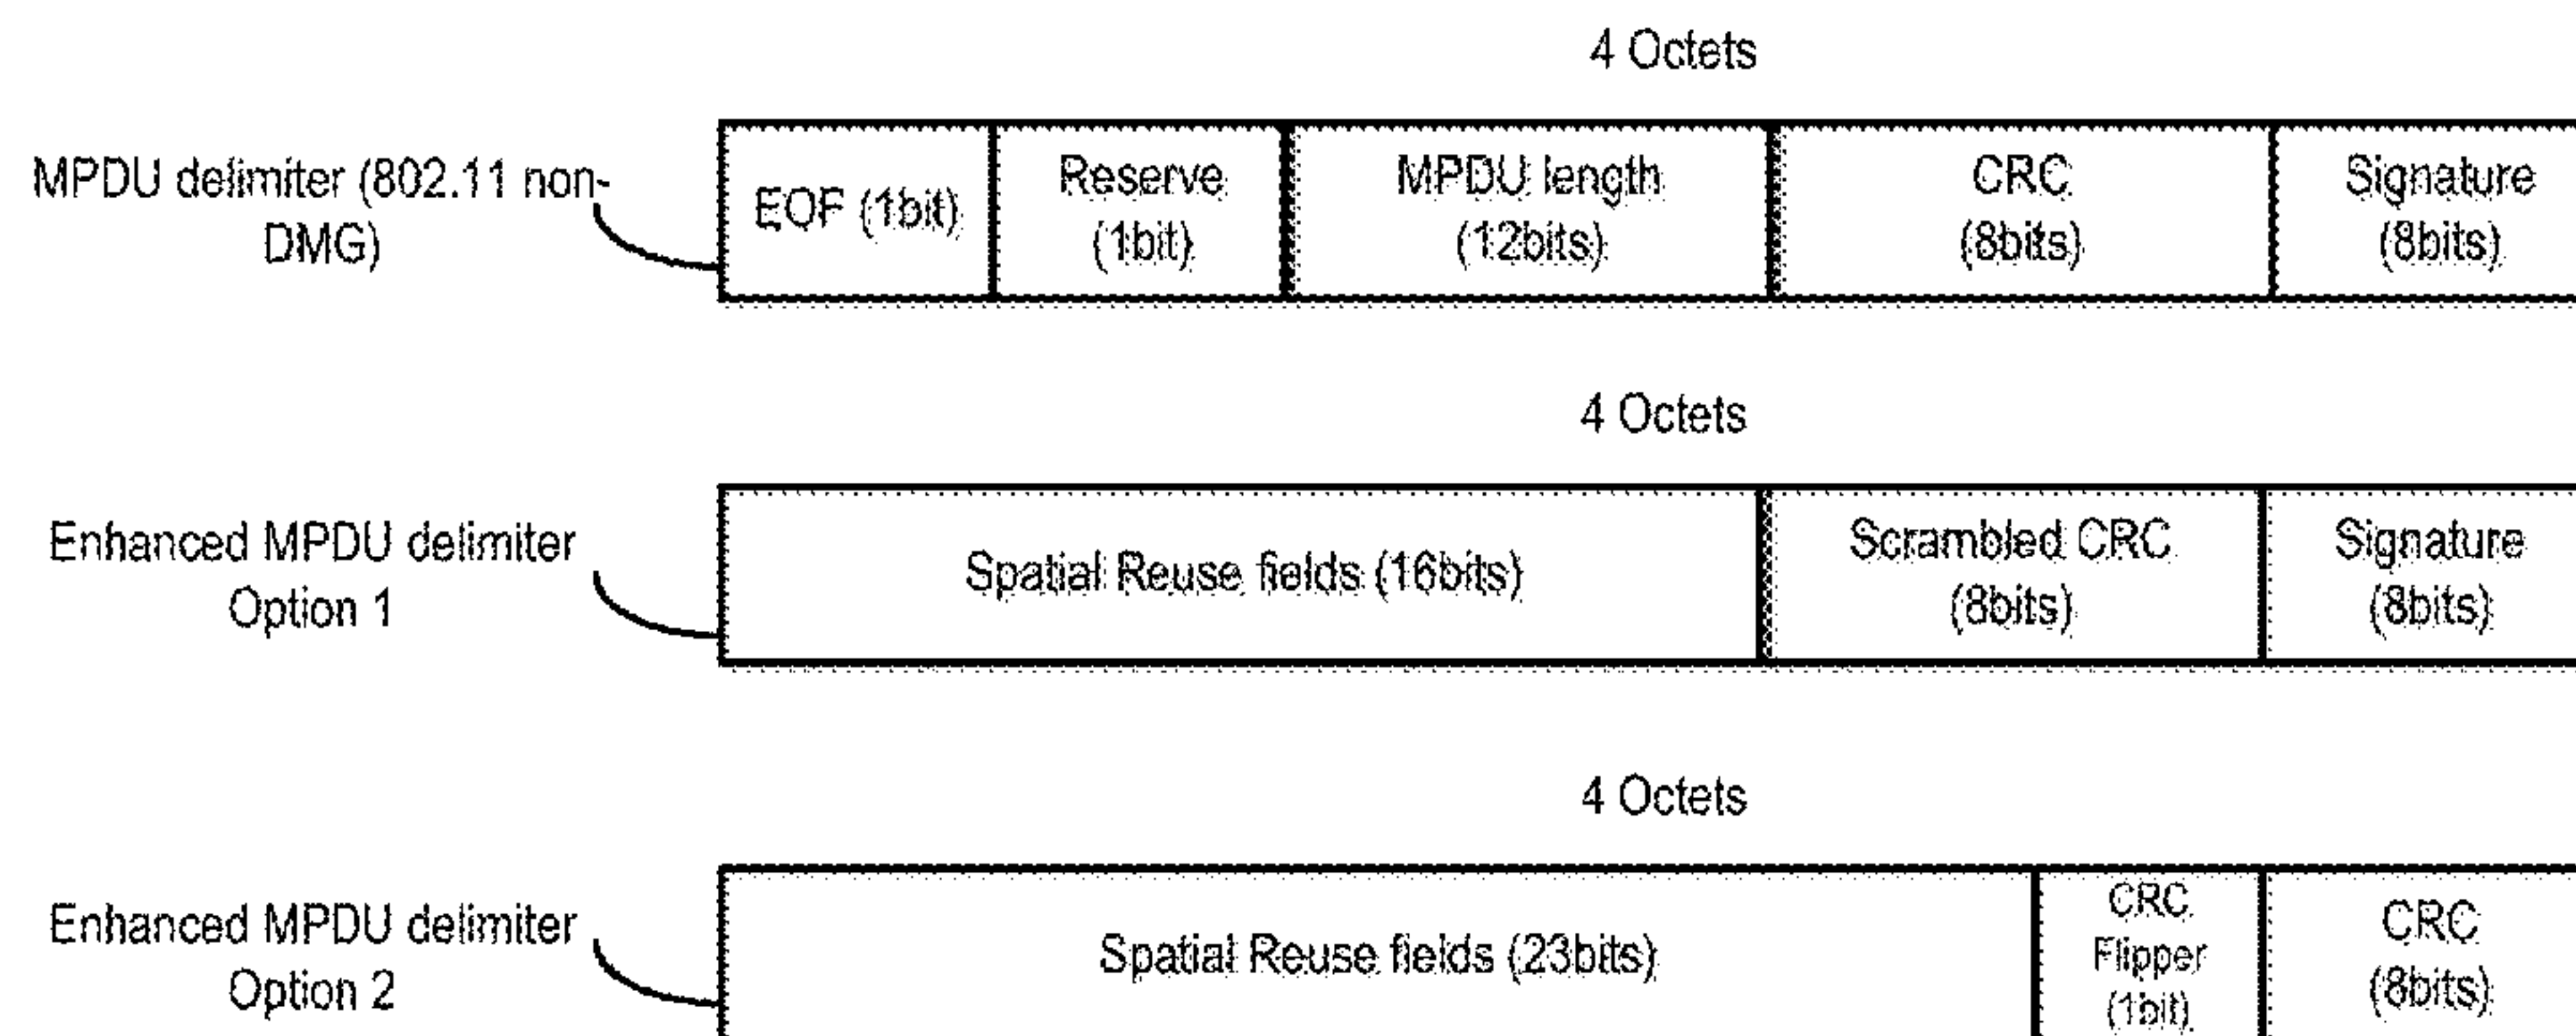 4 Octets
MPDU delimiter (802.11 non-
DMG)
EOF (1bit)
Reserve
(1bit)
MPDU length
(12bits)
CRC
(8bits)
Signature
(8bits)
4 Octets
Enhanced MPDU delimiter
Option 1
Spatial Reuse fields (16bits)
Scrambled CRC
(8bits)
Signature
(8bits)
4 Octets
Enhanced MPDU delimiter
Option 2
Spatial Reuse fields (23bits)
CRC
Flipper
(1bit)
CRC
(8bits)